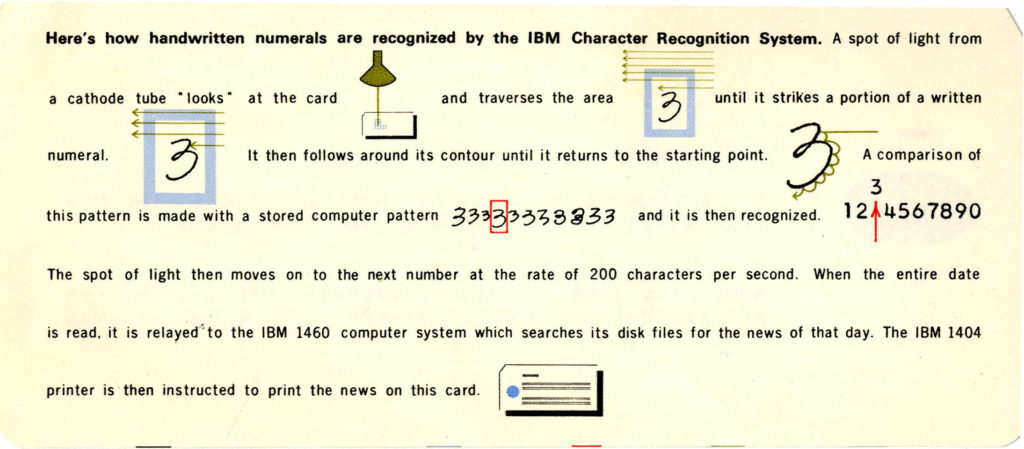 Here's how handwritten numerals are recognized by the IBM Character Recognition System. A spot of light from
a cathode tube "looks" at the card and traverses the area 3 until it strikes a portion of a written
numeral. 3 It then follows around its contour until it returns to the starting point. 3 A comparison of
3
this pattern is made with a stored computer pattern 33333333333 and it is then recognized. 12 4567890
The spot of light then moves on to the next number at the rate of 200 characters per second. When the entire date
is read, it is relayed to the IBM 1460 computer system which searches its disk files for the news of that day. The IBM 1404
printer is then instructed to print the news on this card.